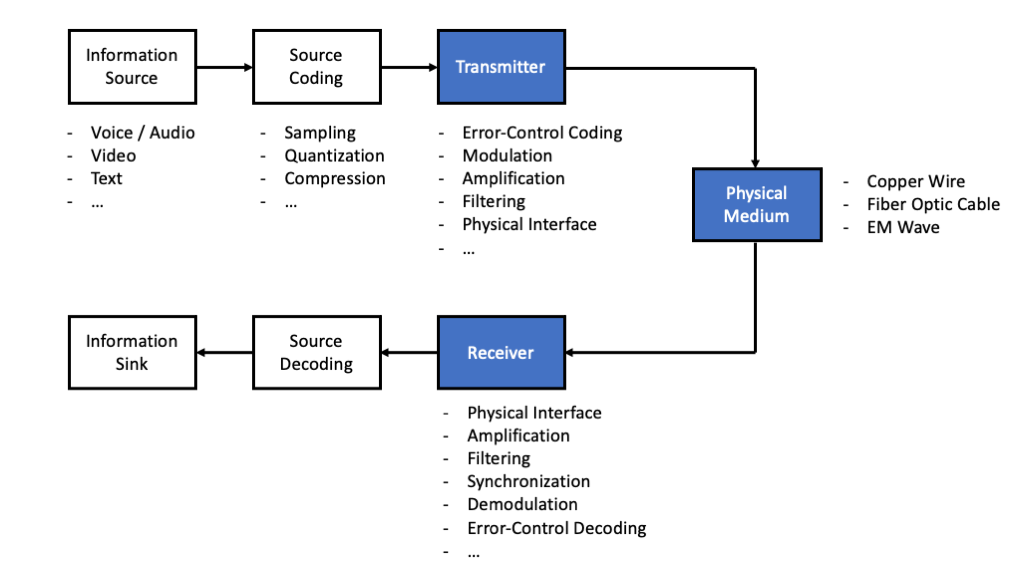 Information
Source
Source
Coding
Transmitter
- Voice / Audio
- Video
- Text
- ...
- Sampling
- Quantization
- Compression
- ...
- Error-Control Coding
- Modulation
- Amplification
- Filtering
- Physical Interface
- ...
Physical
Medium
- Copper Wire
- Fiber Optic Cable
- EM Wave
Information
Sink
Source
Decoding
Receiver
- Physical Interface
- Amplification
- Filtering
- Synchronization
- Demodulation
- Error-Control Decoding
- ...